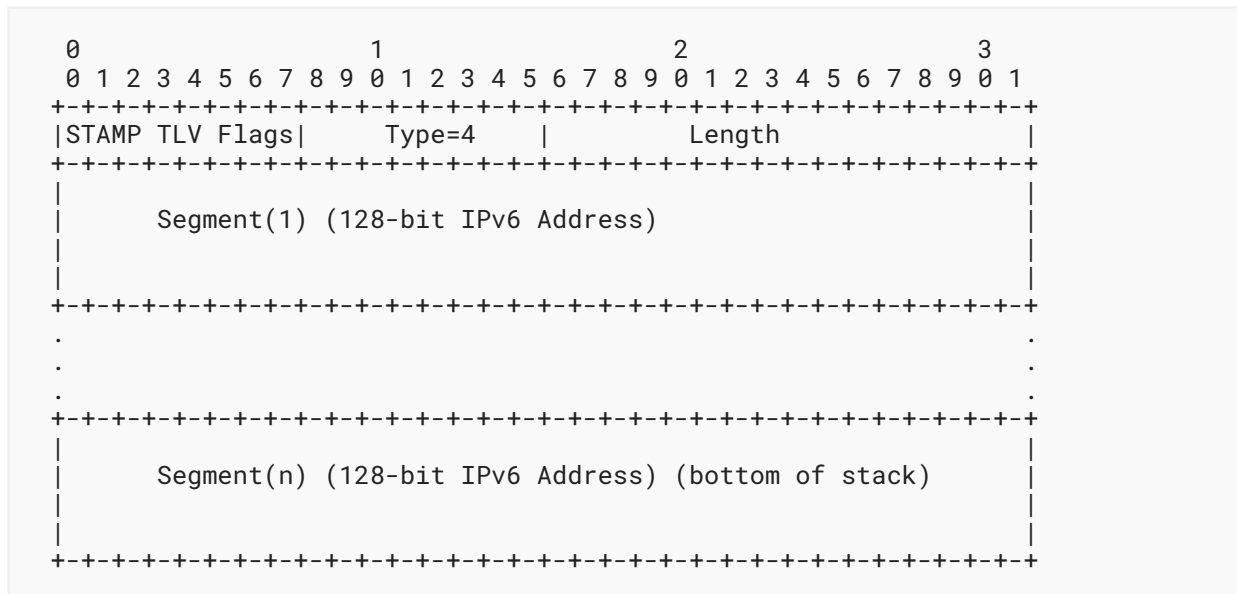 0                   1                   2                   3
 0 1 2 3 4 5 6 7 8 9 0 1 2 3 4 5 6 7 8 9 0 1 2 3 4 5 6 7 8 9 0 1
+-+-+-+-+-+-+-+-+-+-+-+-+-+-+-+-+-+-+-+-+-+-+-+-+-+-+-+-+-+-+-+-+
|STAMP TLV Flags|     Type=4    |         Length                |
+-+-+-+-+-+-+-+-+-+-+-+-+-+-+-+-+-+-+-+-+-+-+-+-+-+-+-+-+-+-+-+-+
|                                                               |
|      Segment(1) (128-bit IPv6 Address)                        |
|                                                               |
|                                                               |
+-+-+-+-+-+-+-+-+-+-+-+-+-+-+-+-+-+-+-+-+-+-+-+-+-+-+-+-+-+-+-+-+
.                                                               .
.                                                               .
.                                                               .
+-+-+-+-+-+-+-+-+-+-+-+-+-+-+-+-+-+-+-+-+-+-+-+-+-+-+-+-+-+-+-+-+
|                                                               |
|      Segment(n) (128-bit IPv6 Address) (bottom of stack)      |
|                                                               |
|                                                               |
+-+-+-+-+-+-+-+-+-+-+-+-+-+-+-+-+-+-+-+-+-+-+-+-+-+-+-+-+-+-+-+-+